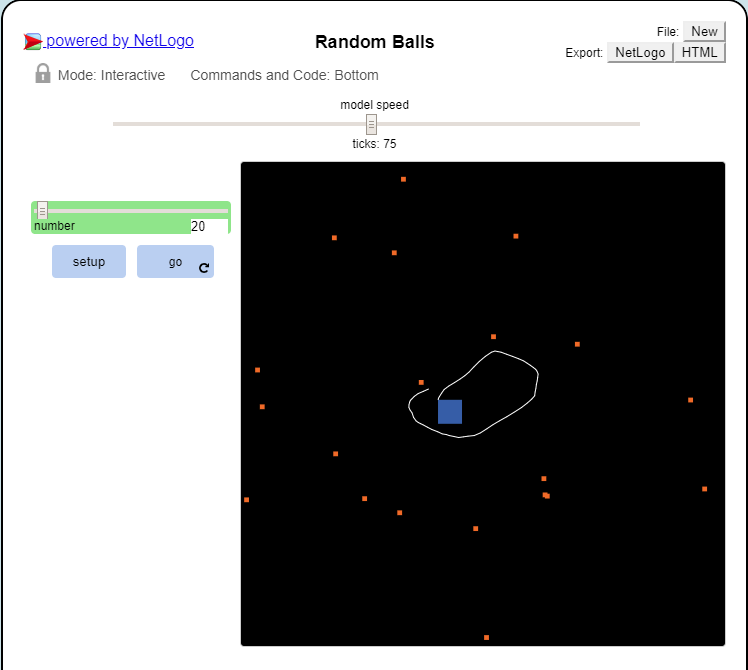 powered by NetLogo
Random Balls
File: New
Export: NetLogo HTML
Mode: Interactive Commands and Code: Bottom
model speed
ticks: 75
number 20
setup go